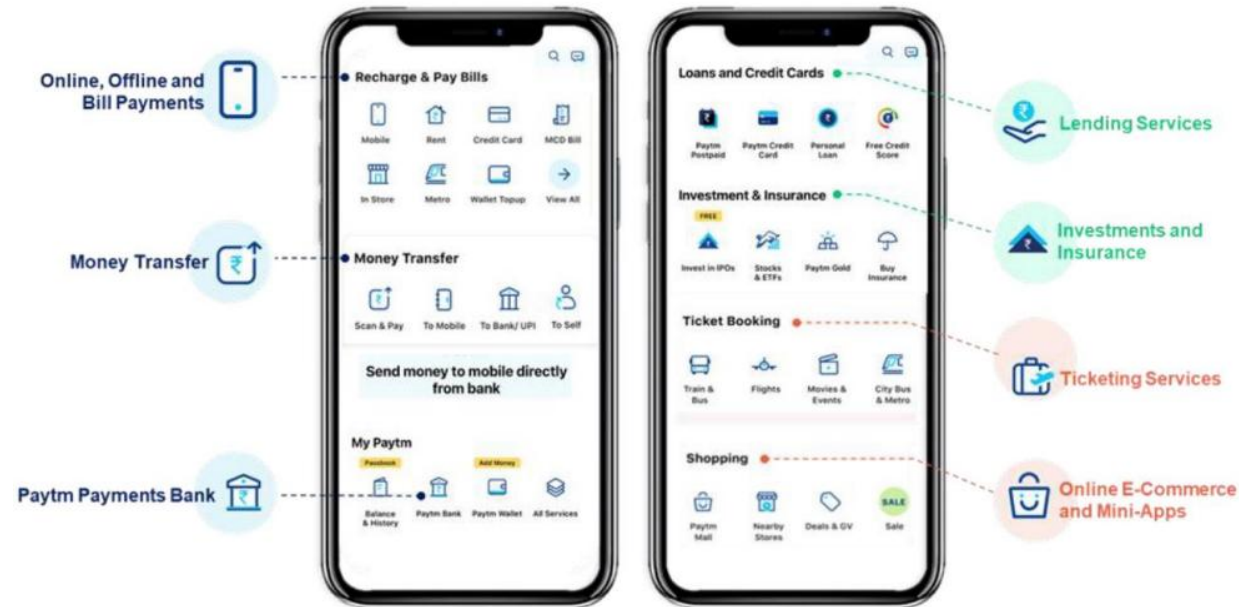 Online, Offline and
Bill Payments
Money Transfer
Paytm Payments Bank
Recharge & Pay Bills
Mobile
Rent
Credit Card
MCD Bill
In Store
Metro
Wallet Topup
View All
Money Transfer
Scan & Pay
To Mobile
To Bank/ UPI
To Self
Send money to mobile directly
from bank
My Paytm
Passbook
Add Money
Balance
& History
Paytm Bank
Paytm Wallet
All Services
Loans and Credit Cards
Paytm
Postpaid
Paytm Credit
Card
Personal
Loan
Free Credit
Score
Investment & Insurance
FREE
Invest in IPOs
Stocks
& ETFs
Paytm Gold
Buy
Insurance
Ticket Booking
Train &
Bus
Flights
Movies &
Events
City Bus
& Metro
Shopping
Paytm
Mall
Nearby
Stores
Deals & GV
SALE
Sale
Lending Services
Investments and
Insurance
Ticketing Services
Online E-Commerce
and Mini-Apps